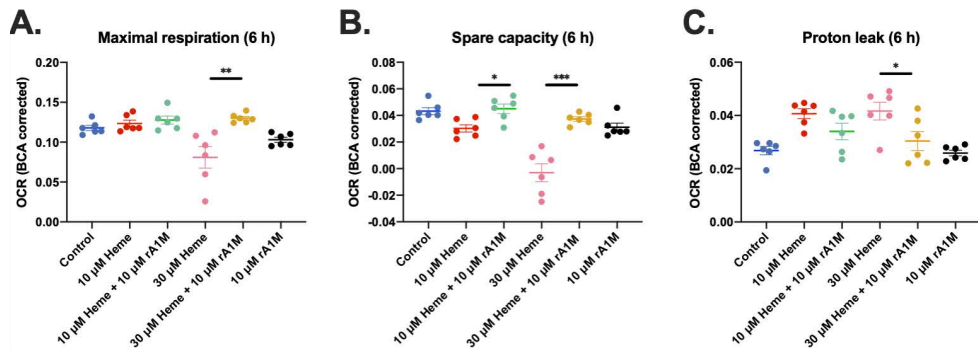 A.
Maximal respiration (6 h)
OCR (BCA corrected)
0.20
0.15
0.10
0.05
0.00
**
Control
10 µM Heme
10 µM Heme + 10 µM rA1M
30 µM Heme
30 µM Heme + 10 µM rA1M
10 µM rA1M
B.
Spare capacity (6 h)
OCR (BCA corrected)
0.08
0.06
0.04
0.02
0.00
-0.02
-0.04
*
***
Control
10 µM Heme
10 µM Heme + 10 µM rA1M
30 µM Heme
30 µM Heme + 10 µM rA1M
10 µM rA1M
C.
Proton leak (6 h)
OCR (BCA corrected)
0.06
0.04
0.02
0.00
*
Control
10 µM Heme
10 µM Heme + 10 µM rA1M
30 µM Heme
30 µM Heme + 10 µM rA1M
10 µM rA1M